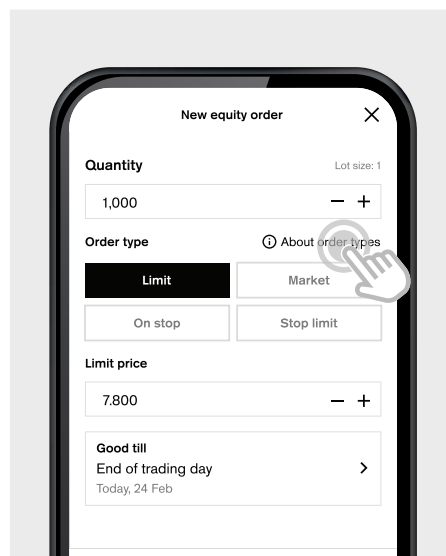 New equity order
Quantity
Lot size: 1
1,000
Order type
About order types
Limit
Market
On stop
Stop limit
Limit price
7.800
Good till
End of trading day
Today, 24 Feb